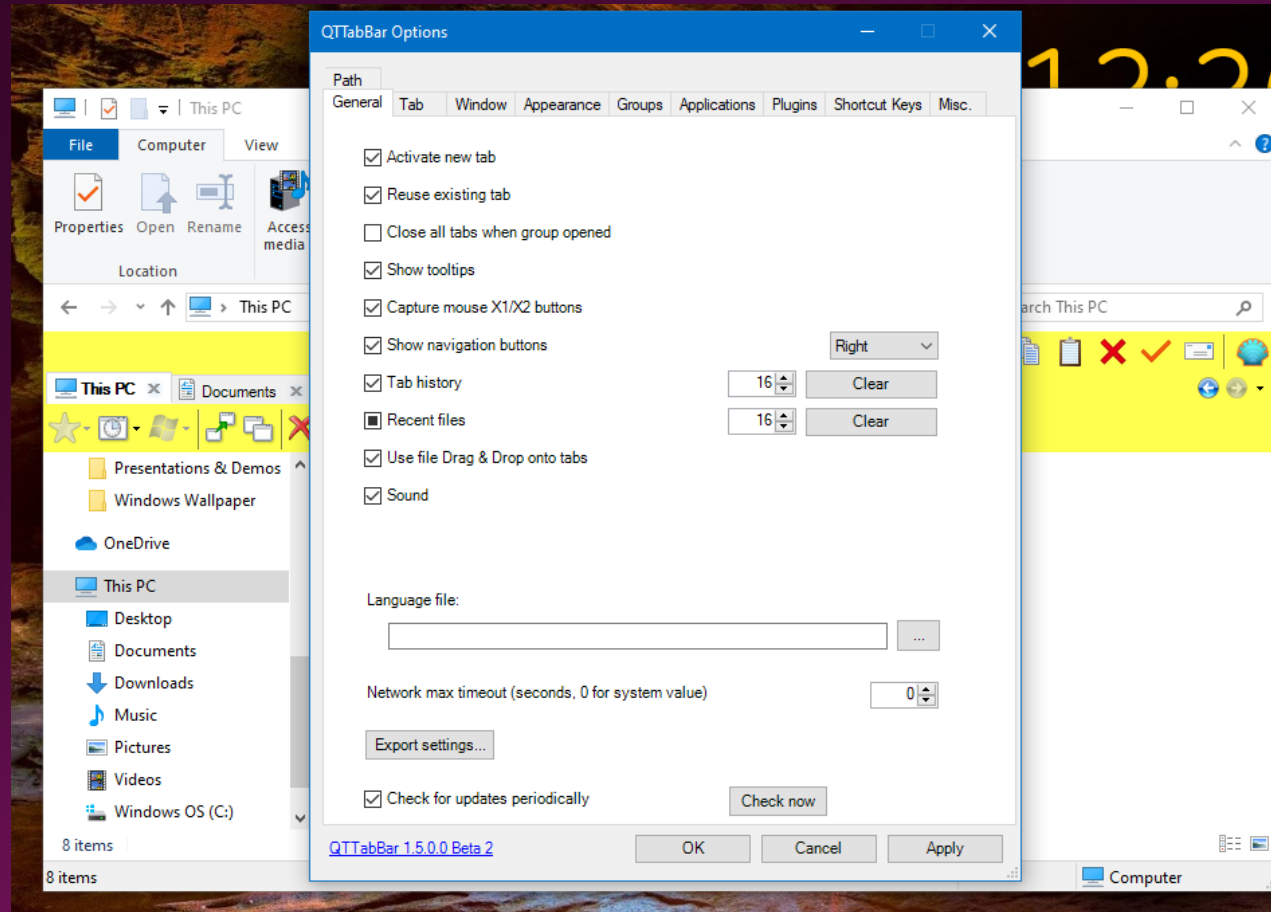 QTTabBar Options
12:2
This PC
Path
General Tab Window Appearance Groups Applications Plugins Shortcut Keys Misc.
File Computer View
Activate new tab
Reuse existing tab
Properties Open Rename Access media
Close all tabs when group opened
Location
Show tooltips
This PC
Capture mouse X1/X2 buttons
arch This PC
Show navigation buttons Right
This PC Documents
Tab history 16 Clear
Recent files 16 Clear
Use file Drag & Drop onto tabs
Sound
Presentations & Demos
Windows Wallpaper
OneDrive
This PC
Desktop
Documents
Downloads
Music
Pictures
Videos
Windows OS (C:)
Language file:
...
Network max timeout (seconds, 0 for system value) 0
Export settings...
Check for updates periodically Check now
QTTabBar 1.5.0.0 Beta 2 OK Cancel Apply
8 items
8 items
Computer